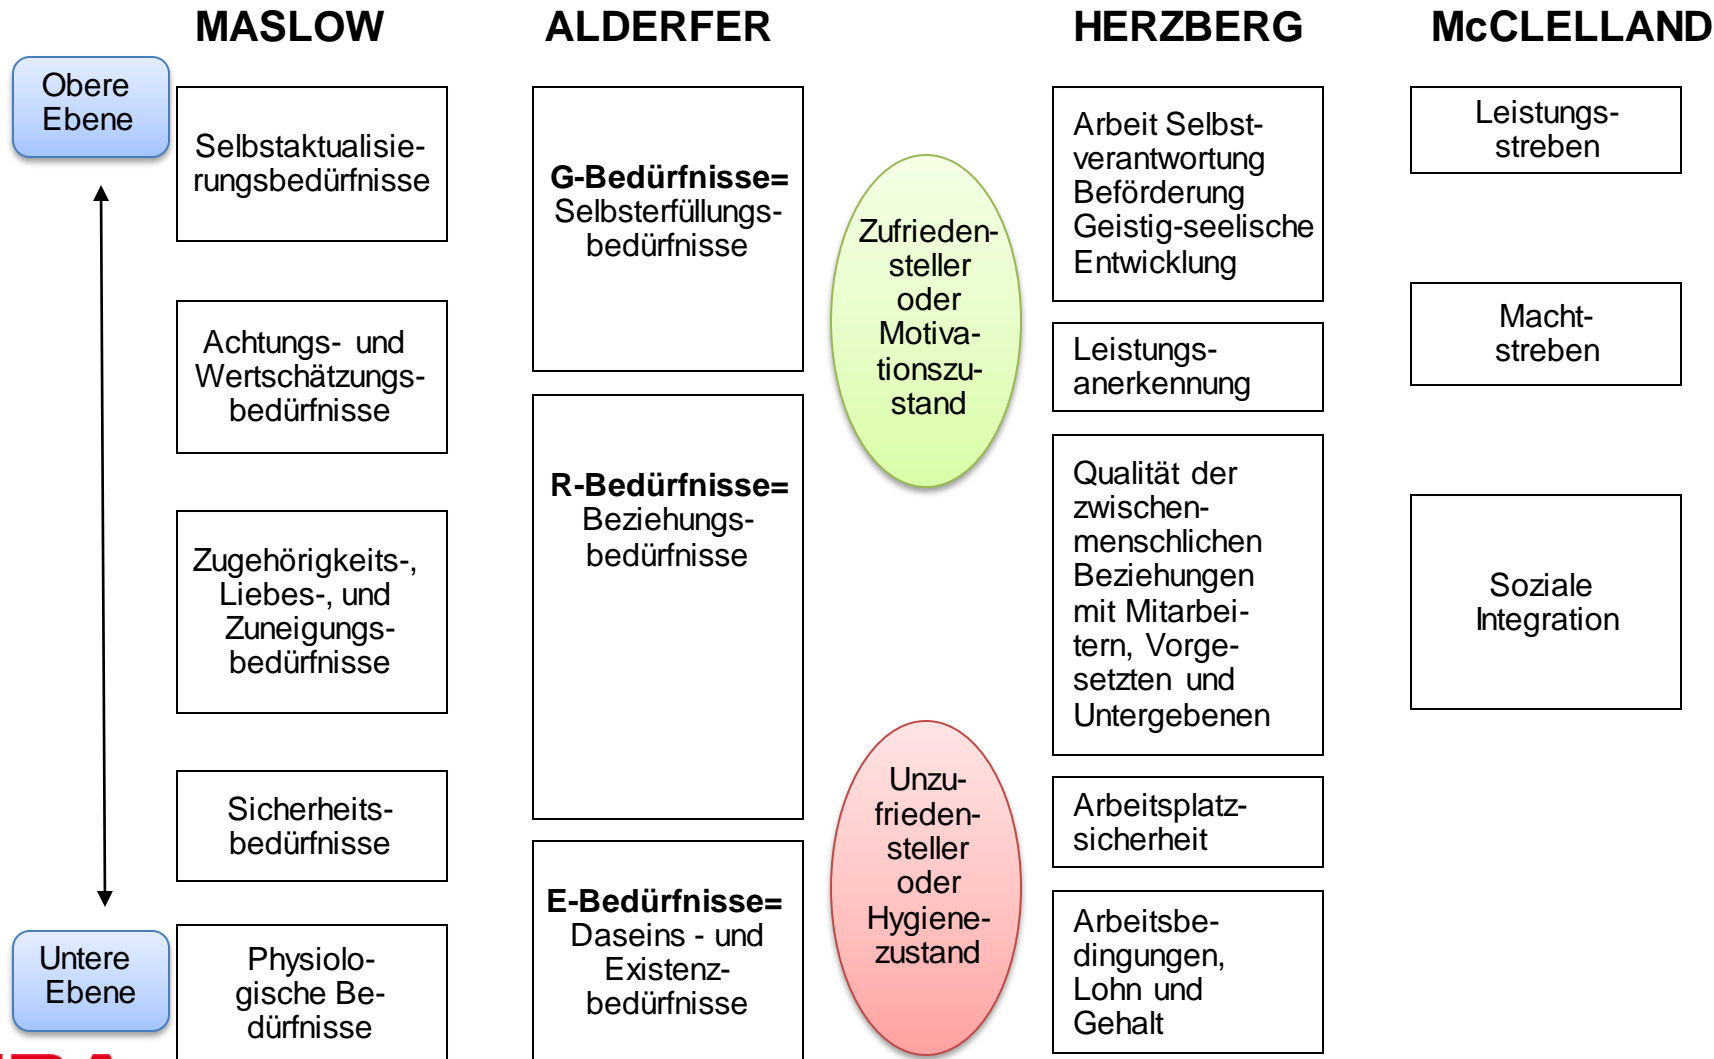 MASLOW
ALDERFER
HERZBERG
McCLELLAND
Obere
Ebene
Untere
Ebene
Selbstaktualisie-
rungsbedürfnisse
Achtungs- und
Wertschätzungs-
bedürfnisse
Zugehörigkeits-,
Liebes-, und
Zuneigungs-
bedürfnisse
Sicherheits-
bedürfnisse
Physiolo-
gische Be-
dürfnisse
G-Bedürfnisse=
Selbsterfüllungs-
bedürfnisse
R-Bedürfnisse=
Beziehungs-
bedürfnisse
E-Bedürfnisse=
Daseins - und
Existenz-
bedürfnisse
Zufrieden-
steller
oder
Motiva-
tionszu-
stand
Unzu-
frieden-
steller
oder
Hygiene-
zustand
Arbeit Selbst-
verantwortung
Beförderung
Geistig-seelische
Entwicklung
Leistungs-
anerkennung
Qualität der
zwischen-
menschlichen
Beziehungen
mit Mitarbei-
tern, Vorge-
setzten und
Untergebenen
Arbeitsplatz-
sicherheit
Arbeitsbe-
dingungen,
Lohn und
Gehalt
Leistungs-
streben
Macht-
streben
Soziale
Integration